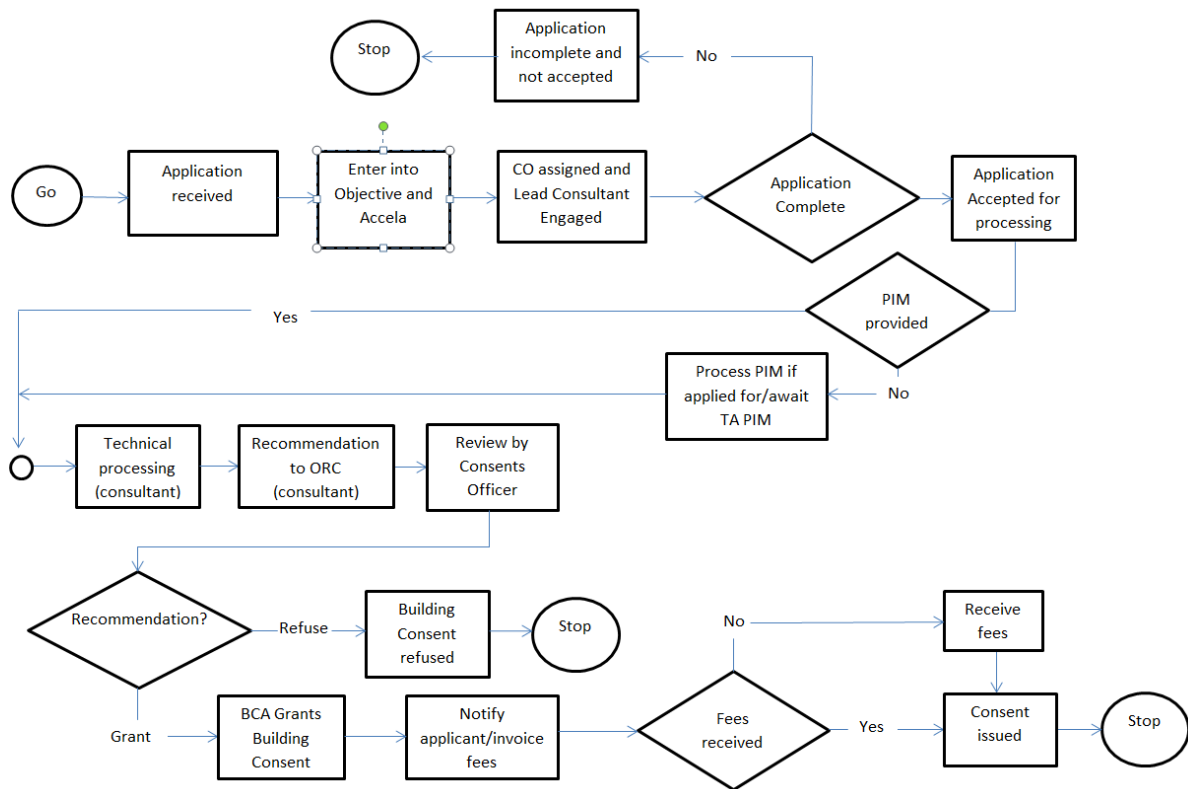 Stop
Application
incomplete and
not accepted
No
Go
Application
received
Enter into
Objective and
Accela
CO assigned and
Lead Consultant
Engaged
Application
Complete
Application
Accepted for
processing
Yes
PIM
provided
Process PIM if
applied for/await
TA PIM
No
Technical
processing
(consultant)
Recommendation
to ORC
(consultant)
Review by
Consents
Officer
Recommendation?
Refuse
Building
Consent
refused
Stop
No
Receive
fees
Grant
BCA Grants
Building
Consent
Notify
applicant/invoice
fees
Fees
received
Yes
Consent
issued
Stop